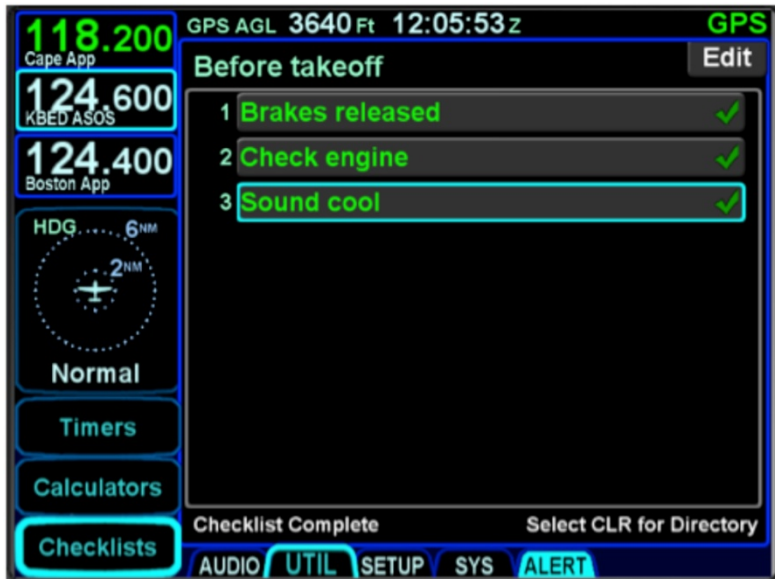 118.200
Cape App
124.600
KBED ASOS
124.400
Boston App
HDG 6NM
2NM
Normal
Timers
Calculators
Checklists
GPS AGL 3640 Ft 12:05:53 Z GPS
Before takeoff Edit
1 Brakes released
2 Check engine
3 Sound cool
Checklist Complete Select CLR for Directory
AUDIO UTIL SETUP SYS ALERT